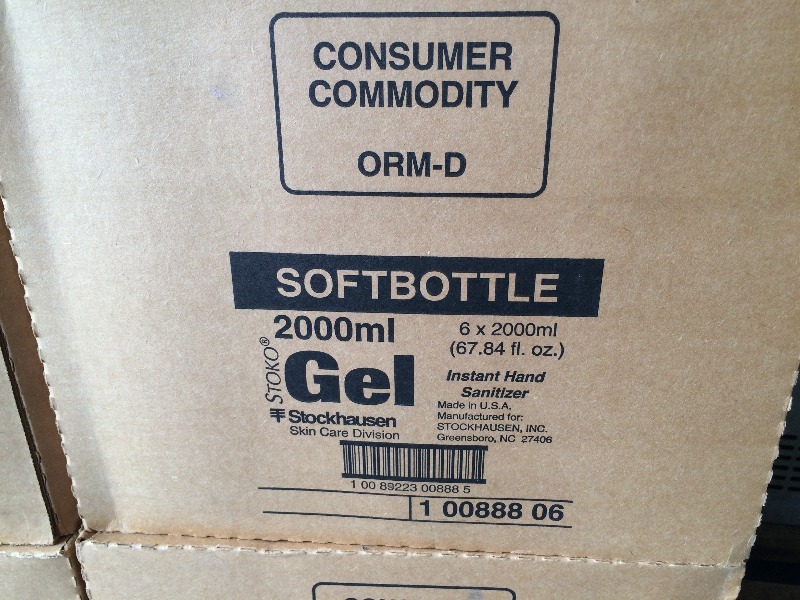 CONSUMER
COMMODITY
ORM-D
SOFTBOTTLE
2000ml
6 x 2000ml
(67.84 fl. oz.)
STOKO®
Gel
Instant Hand
Sanitizer
Stockhausen
Skin Care Division
Made in U.S.A.
Manufactured for:
STOCKHAUSEN, INC.
Greensboro, NC 27406
1 00 89223 00888 5
1 00888 06